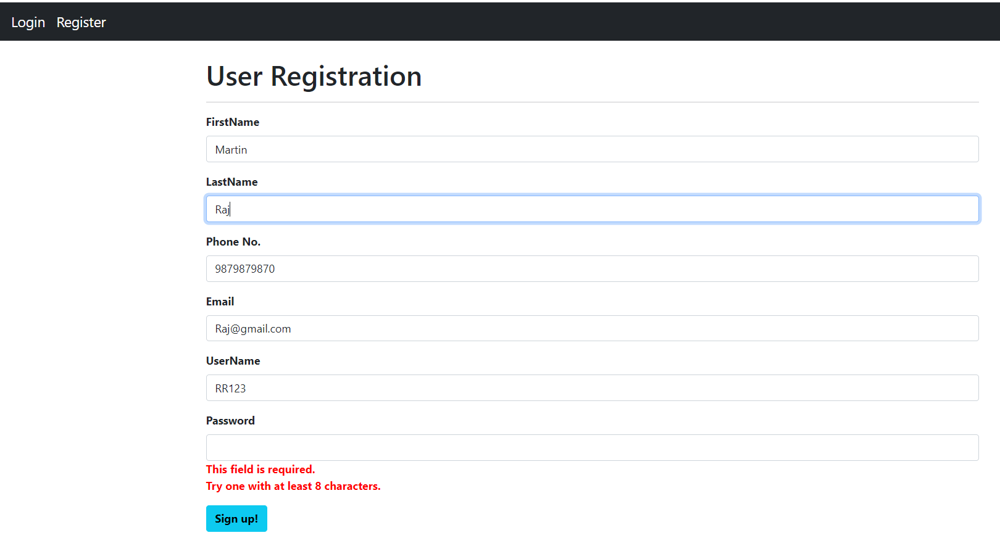 Login Register
User Registration
FirstName
Martin
LastName
Raj
Phone No.
9879879870
Email
Raj@gmail.com
UserName
RR123
Password
This field is required.
Try one with at least 8 characters.
Sign up!